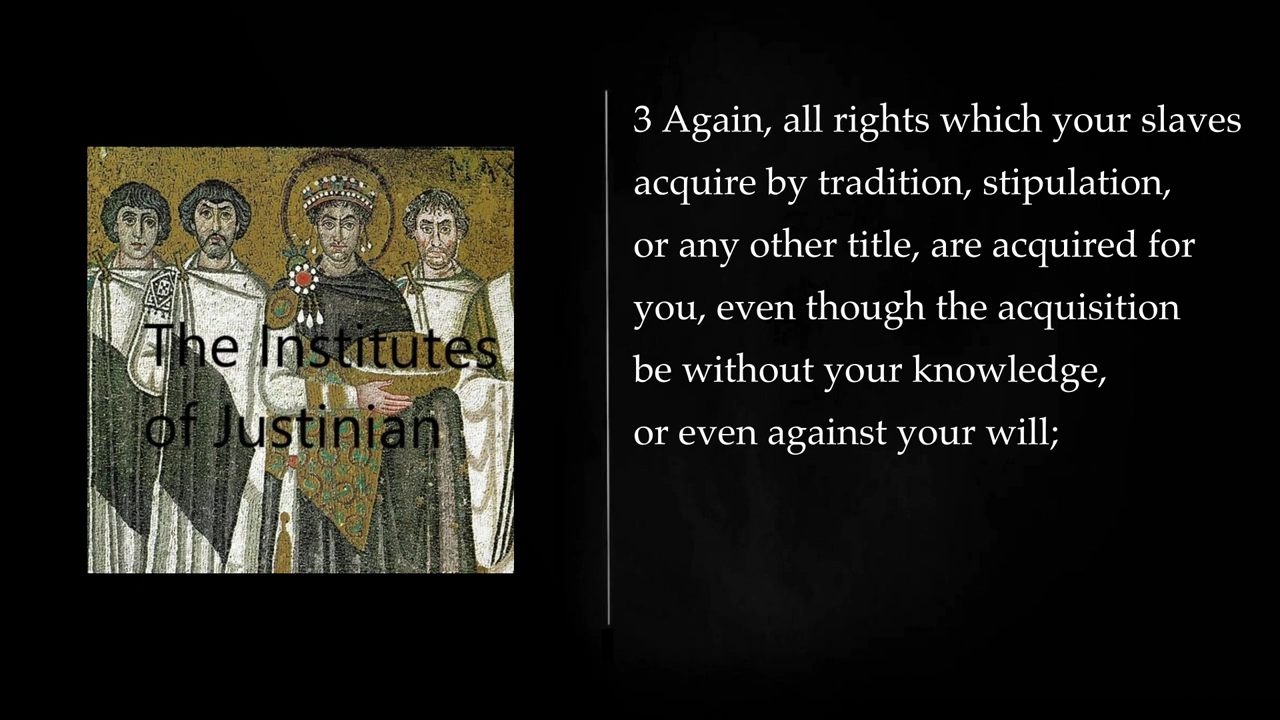 MAX
The Institutes
of Justinian
3 Again, all rights which your slaves
acquire by tradition, stipulation,
or any other title, are acquired for
you, even though the acquisition
be without your knowledge,
or even against your will;